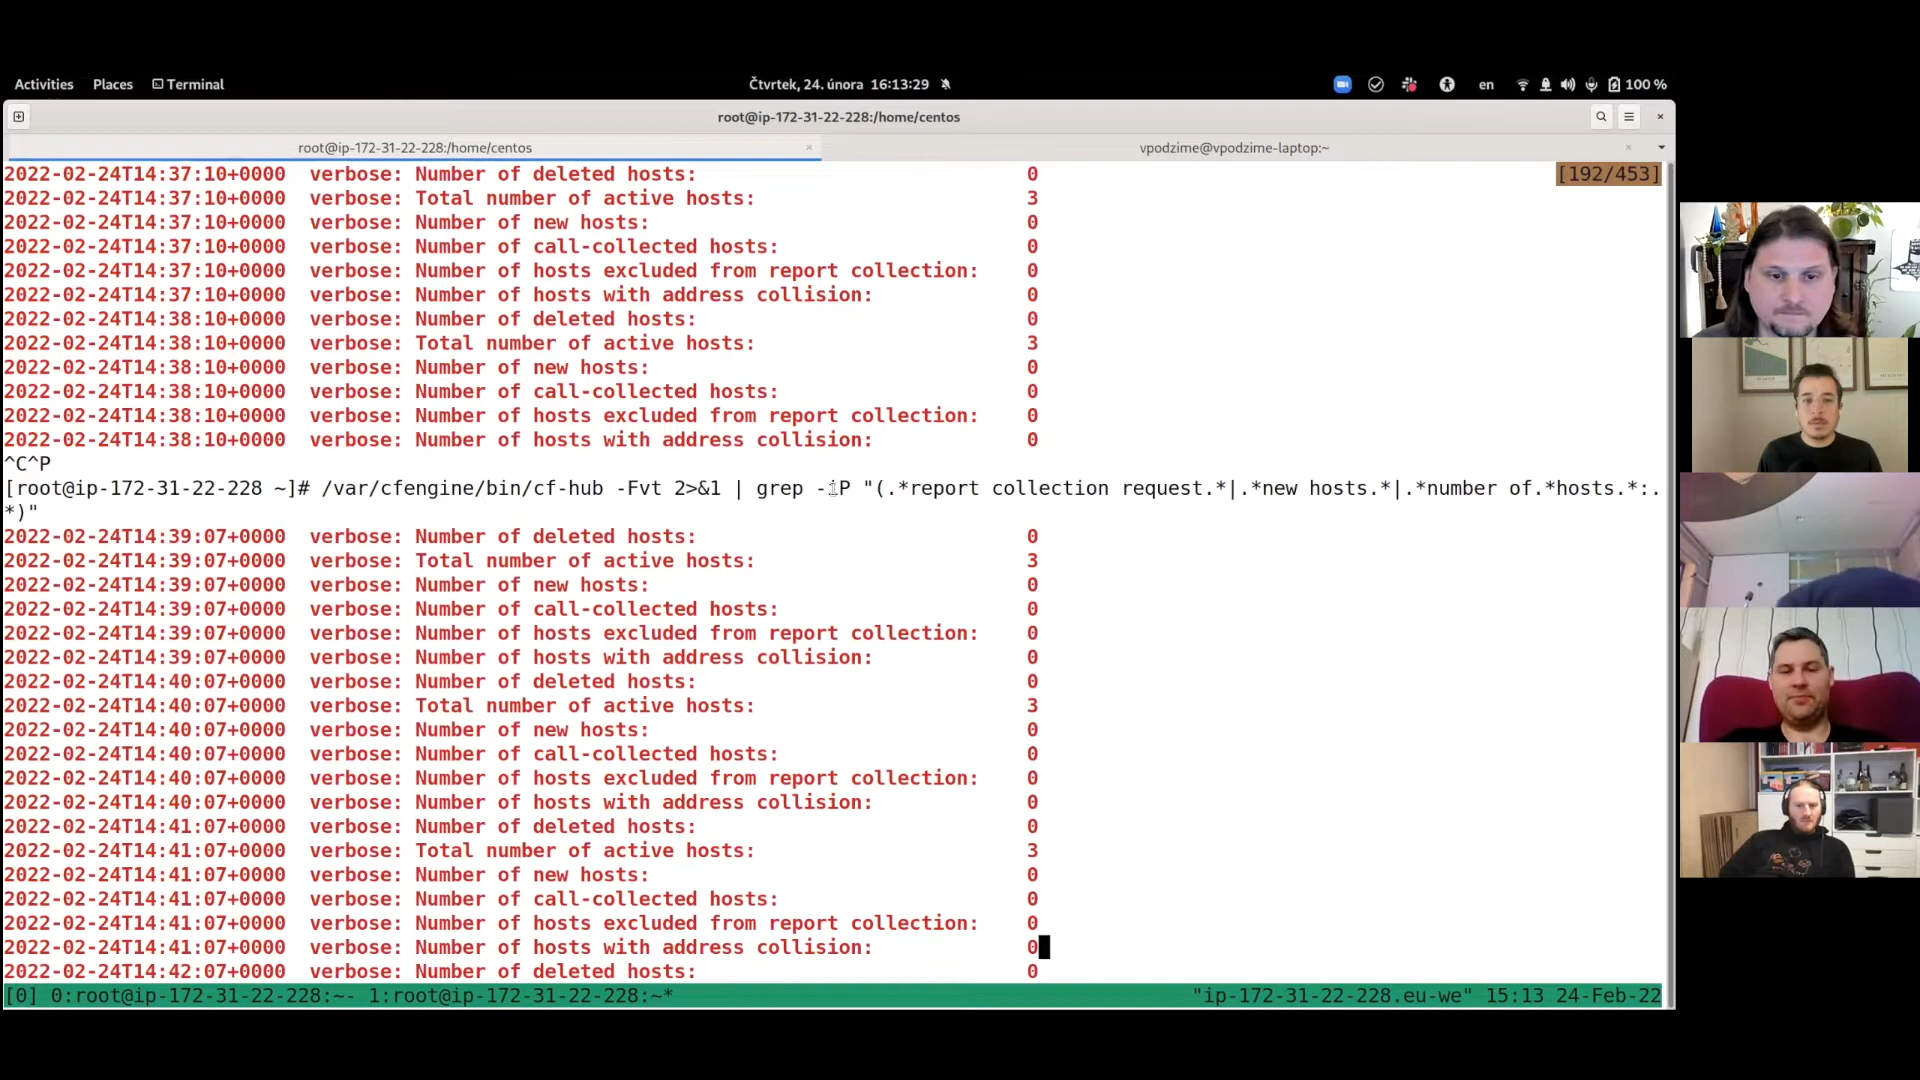 Activities Places Terminal Čtvrtek, 24. února 16:13:29 en 100 %
root@ip-172-31-22-228:/home/centos
root@ip-172-31-22-228:/home/centos vpodzime@vpodzime-laptop:~
2022-02-24T14:37:10+0000 verbose: Number of deleted hosts: 0 [192/453]
2022-02-24T14:37:10+0000 verbose: Total number of active hosts: 3
2022-02-24T14:37:10+0000 verbose: Number of new hosts: 0
2022-02-24T14:37:10+0000 verbose: Number of call-collected hosts: 0
2022-02-24T14:37:10+0000 verbose: Number of hosts excluded from report collection: 0
2022-02-24T14:37:10+0000 verbose: Number of hosts with address collision: 0
2022-02-24T14:38:10+0000 verbose: Number of deleted hosts: 0
2022-02-24T14:38:10+0000 verbose: Total number of active hosts: 3
2022-02-24T14:38:10+0000 verbose: Number of new hosts: 0
2022-02-24T14:38:10+0000 verbose: Number of call-collected hosts: 0
2022-02-24T14:38:10+0000 verbose: Number of hosts excluded from report collection: 0
2022-02-24T14:38:10+0000 verbose: Number of hosts with address collision: 0
^C^P
[root@ip-172-31-22-228 ~]# /var/cfengine/bin/cf-hub -Fvt 2>&1 | grep -iP "(.*report collection request.*|.*new hosts.*|.*number of.*hosts.*:.
*)"
2022-02-24T14:39:07+0000 verbose: Number of deleted hosts: 0
2022-02-24T14:39:07+0000 verbose: Total number of active hosts: 3
2022-02-24T14:39:07+0000 verbose: Number of new hosts: 0
2022-02-24T14:39:07+0000 verbose: Number of call-collected hosts: 0
2022-02-24T14:39:07+0000 verbose: Number of hosts excluded from report collection: 0
2022-02-24T14:39:07+0000 verbose: Number of hosts with address collision: 0
2022-02-24T14:40:07+0000 verbose: Number of deleted hosts: 0
2022-02-24T14:40:07+0000 verbose: Total number of active hosts: 3
2022-02-24T14:40:07+0000 verbose: Number of new hosts: 0
2022-02-24T14:40:07+0000 verbose: Number of call-collected hosts: 0
2022-02-24T14:40:07+0000 verbose: Number of hosts excluded from report collection: 0
2022-02-24T14:40:07+0000 verbose: Number of hosts with address collision: 0
2022-02-24T14:41:07+0000 verbose: Number of deleted hosts: 0
2022-02-24T14:41:07+0000 verbose: Total number of active hosts: 3
2022-02-24T14:41:07+0000 verbose: Number of new hosts: 0
2022-02-24T14:41:07+0000 verbose: Number of call-collected hosts: 0
2022-02-24T14:41:07+0000 verbose: Number of hosts excluded from report collection: 0
2022-02-24T14:41:07+0000 verbose: Number of hosts with address collision: 0
2022-02-24T14:42:07+0000 verbose: Number of deleted hosts: 0
[0] 0:root@ip-172-31-22-228:~- 1:root@ip-172-31-22-228:~* "ip-172-31-22-228.eu-we" 15:13 24-Feb-22